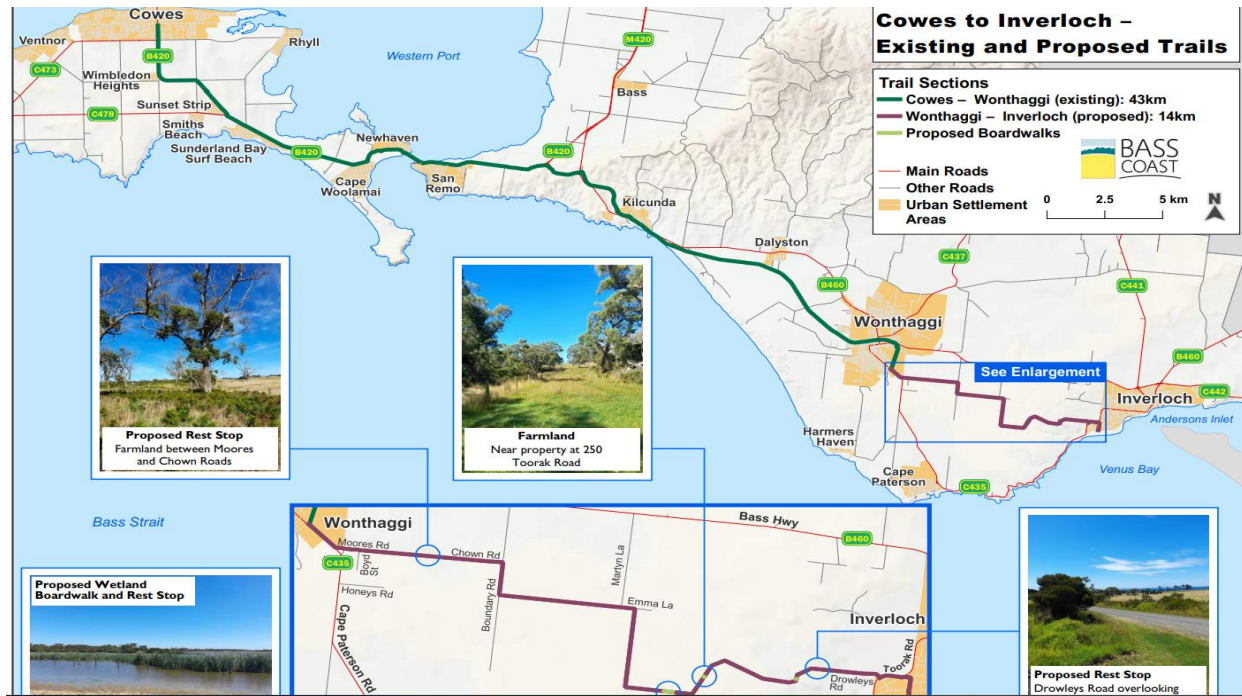 Cowes to Inverloch –
Existing and Proposed Trails
Trail Sections
Cowes – Wonthaggi (existing): 43km
Wonthaggi – Inverloch (proposed): 14km
Proposed Boardwalks
Main Roads
Other Roads
Urban Settlement
Areas
BASS
COAST
0 2.5 5 km
N
Cowes
Ventnor
Rhyll
C473
B420
Wimbledon
Heights
C478
Sunset Strip
Smiths
Beach
Sunderland Bay
Surf Beach
B420
Western Port
M420
Bass
Newhaven
Cape
Woolamai
San
Remo
B420
Kilcunda
Dalyston
B460
C437
C441
Wonthaggi
B460
See Enlargement
Inverloch
C442
Andersons Inlet
Harmers
Haven
Cape
Paterson
C435
Venus Bay
Bass Strait
Proposed Rest Stop
Farmland between Moores
and Chown Roads
Farmland
Near property at 250
Toorak Road
Proposed Wetland
Boardwalk and Rest Stop
Wonthaggi
Bass Hwy
B460
Moores Rd
Chown Rd
C435
Boyd
St
Honeys Rd
Cape Paterson Rd
Boundary Rd
Martyn La
Emma La
Inverloch
Toorak Rd
Drowleys
Rd
Proposed Rest Stop
Drowleys Road overlooking